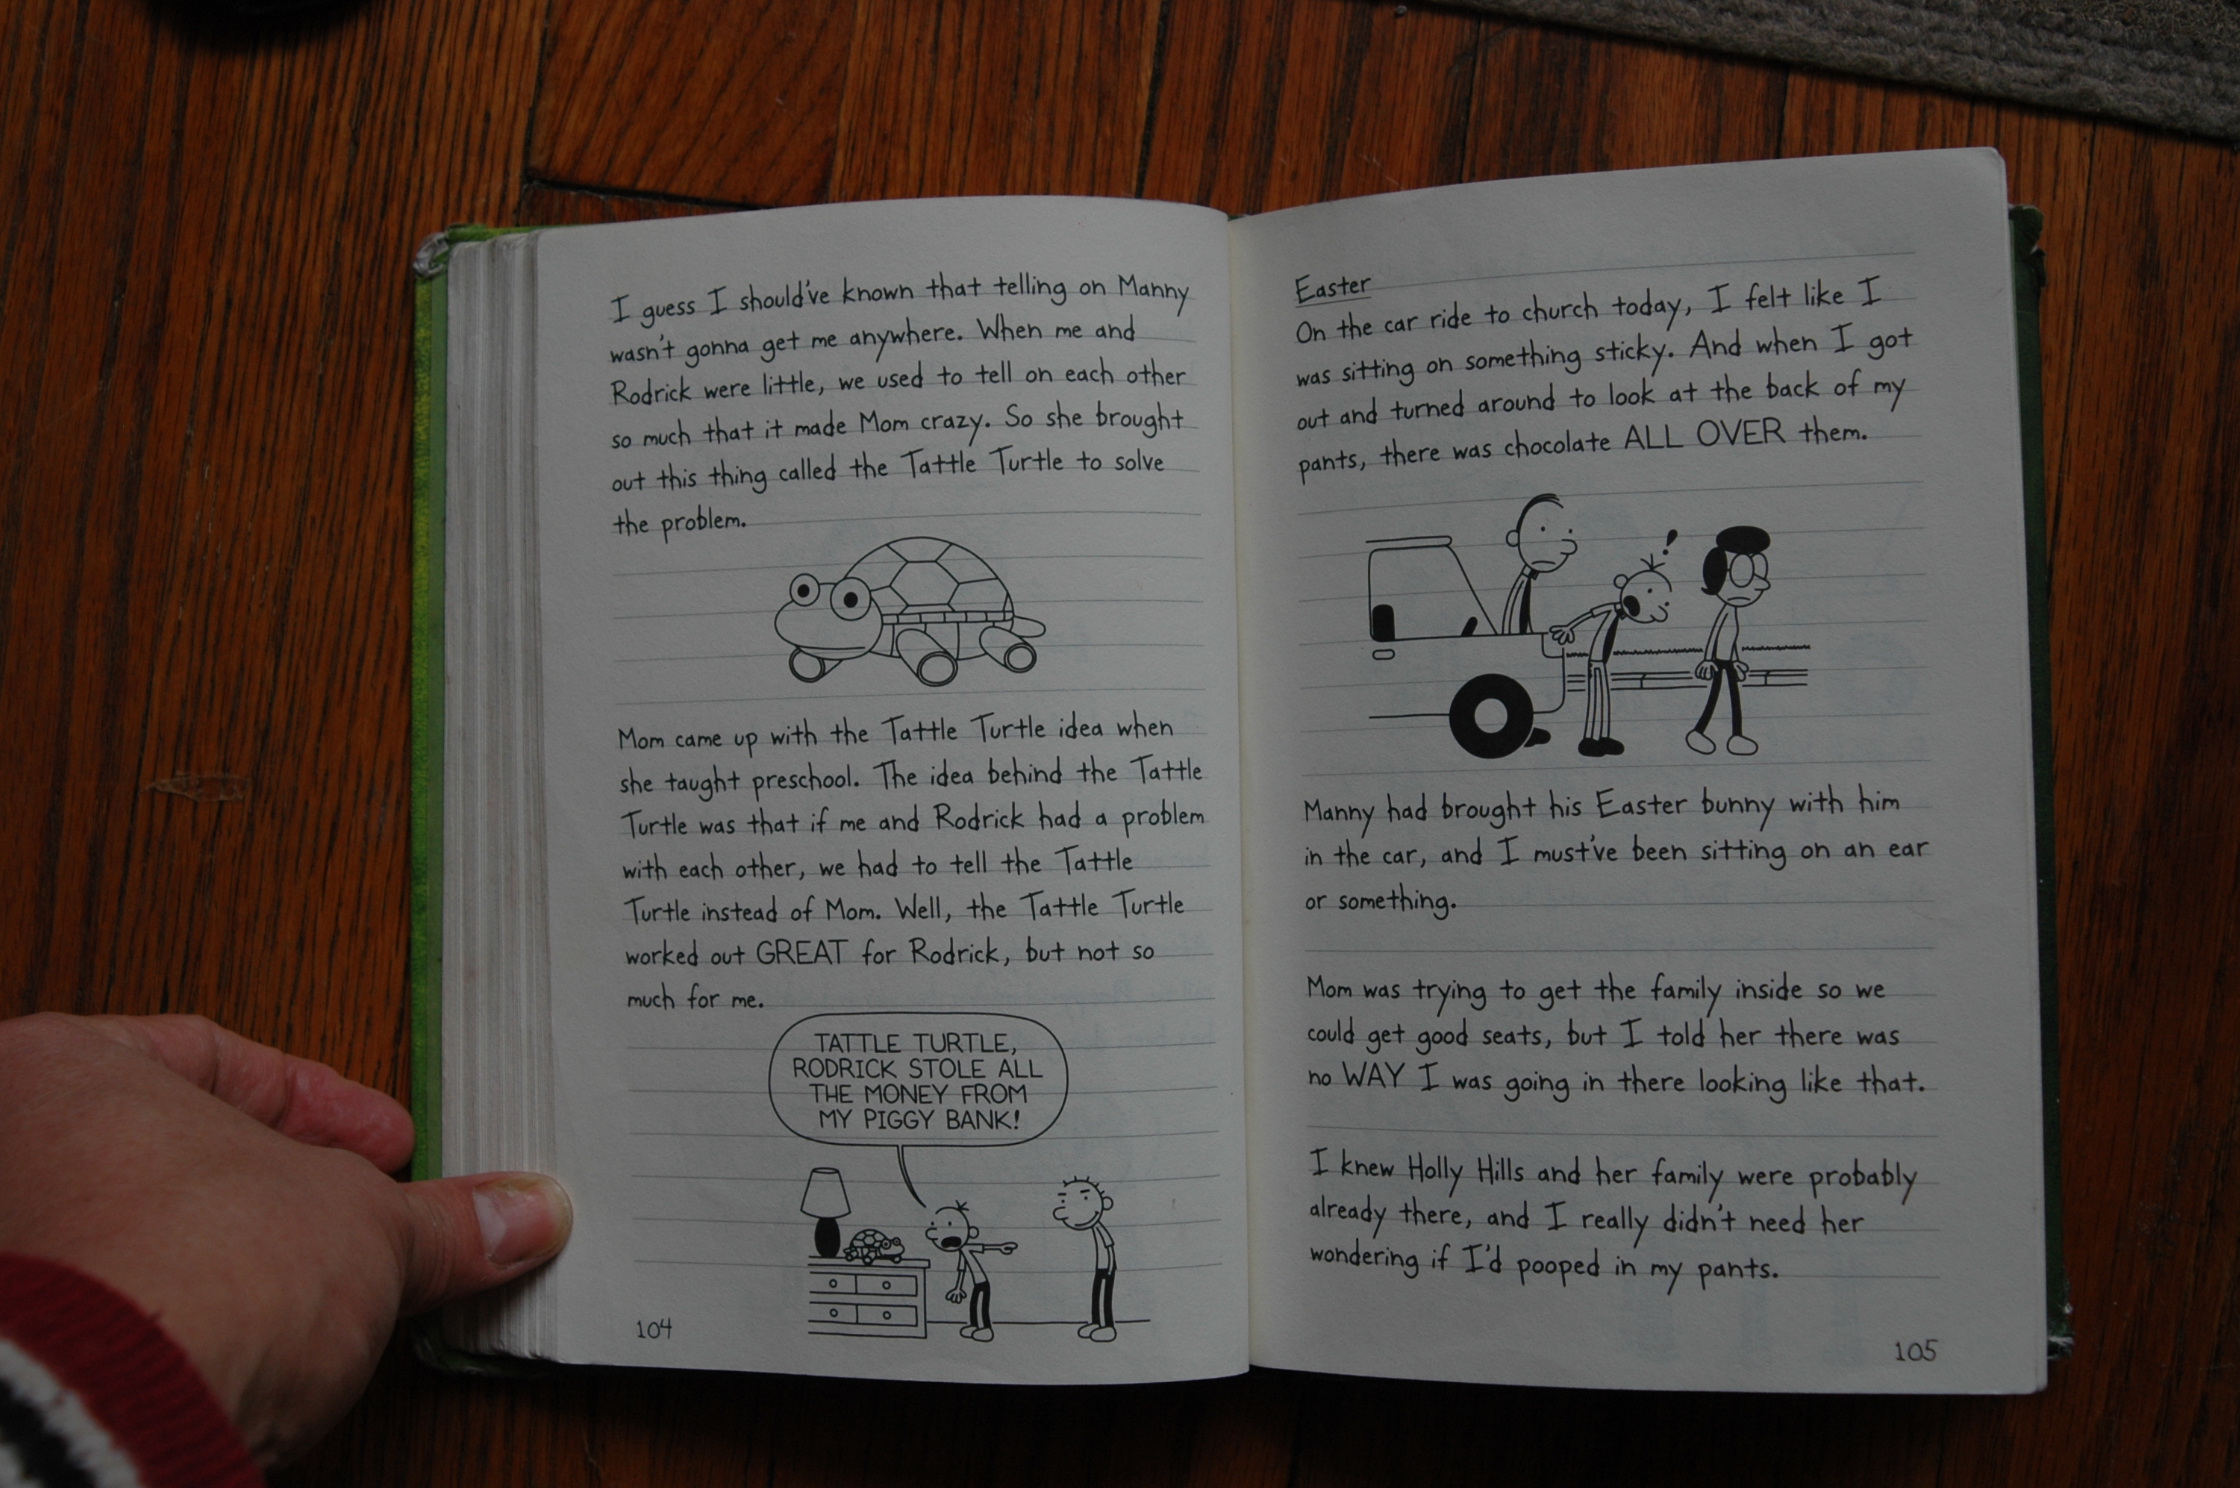 I guess I should've known that telling on Manny
wasn't gonna get me anywhere. When me and
Rodrick were little, we used to tell on each other
so much that it made Mom crazy. So she brought
out this thing called the Tattle Turtle to solve
the problem.
Mom came up with the Tattle Turtle idea when
she taught preschool. The idea behind the Tattle
Turtle was that if me and Rodrick had a problem
with each other, we had to tell the Tattle
Turtle instead of Mom. Well, the Tattle Turtle
worked out GREAT for Rodrick, but not so
much for me.
TATTLE TURTLE,
RODRICK STOLE ALL
THE MONEY FROM
MY PIGGY BANK!
104
Easter
On the car ride to church today, I felt like I
was sitting on something sticky. And when I got
out and turned around to look at the back of my
pants, there was chocolate ALL OVER them.
!
Manny had brought his Easter bunny with him
in the car, and I must've been sitting on an ear
or something.
Mom was trying to get the family inside so we
could get good seats, but I told her there was
no WAY I was going in there looking like that.
I knew Holly Hills and her family were probably
already there, and I really didn't need her
wondering if I'd pooped in my pants.
105